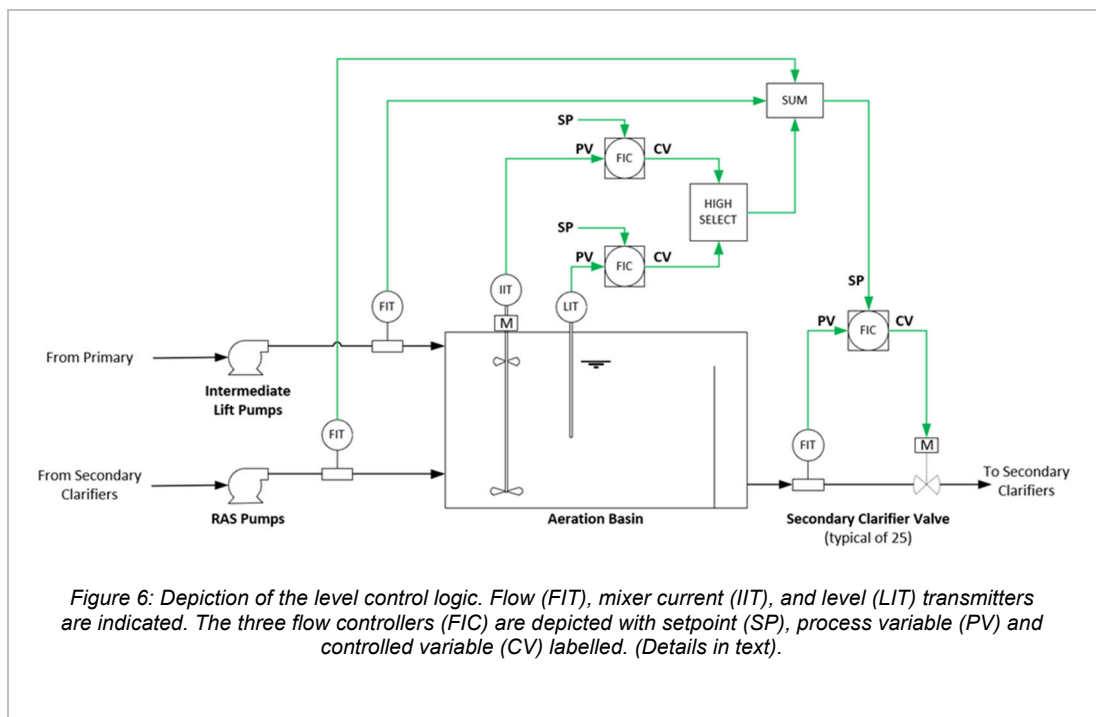 SUM
SP
PV
FIC
CV
HIGH
SELECT
SP
PV
FIC
CV
IIT
LIT
SP
FIT
M
PV
FIC
CV
From Primary
Intermediate
Lift Pumps
FIT
FIT
M
From Secondary
Clarifiers
To Secondary
Clarifiers
RAS Pumps
Aeration Basin
Secondary Clarifier Valve
(typical of 25)
Figure 6: Depiction of the level control logic. Flow (FIT), mixer current (IIT), and level (LIT) transmitters
are indicated. The three flow controllers (FIC) are depicted with setpoint (SP), process variable (PV) and
controlled variable (CV) labelled. (Details in text).